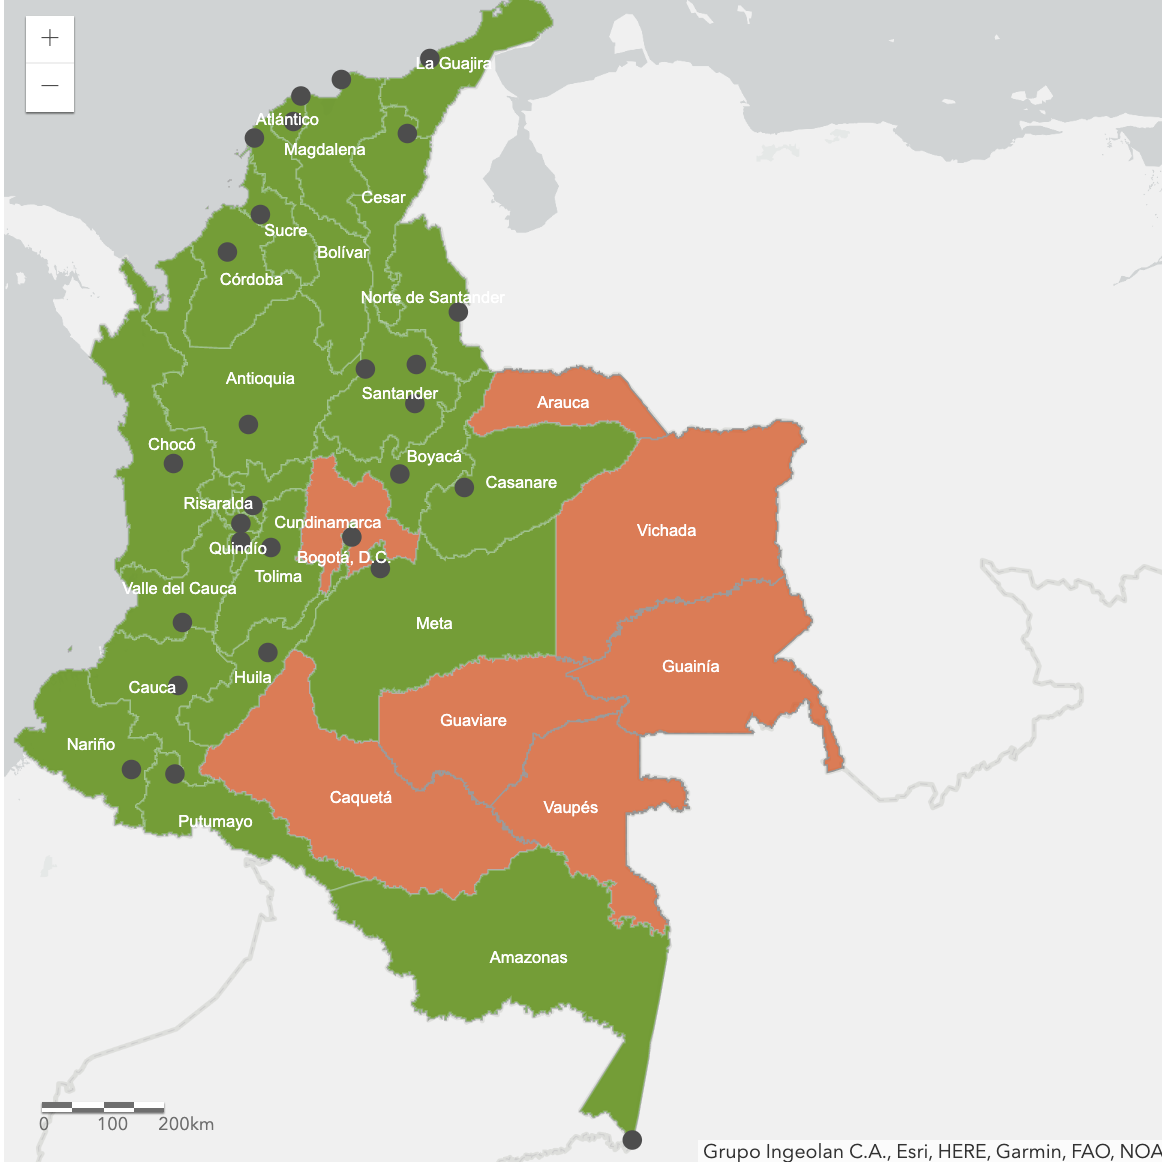 +
La Guajira
−
Atlántico
Magdalena
Cesar
Sucre
Bolívar
Córdoba
Norte de Santander
Antioquia
Santander
Arauca
Chocó
Boyacá
Casanare
Risaralda
Cundinamarca
Vichada
Quindío
Bogotá, D.C.
Tolima
Valle del Cauca
Meta
Guainía
Huila
Cauca
Guaviare
Nariño
Caquetá
Vaupés
Putumayo
Amazonas
0 100 200km
Grupo Ingeolan C.A., Esri, HERE, Garmin, FAO, NOA